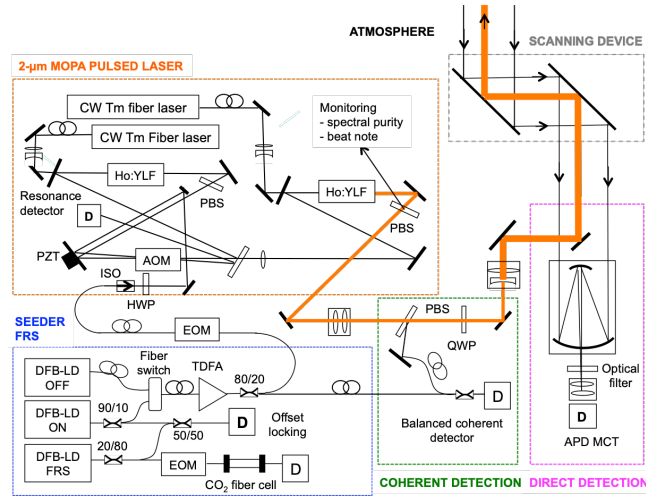 ATMOSPHERE
SCANNING DEVICE
2-µm MOPA PULSED LASER
CW Tm fiber laser
CW Tm Fiber laser
Monitoring
- spectral purity
- beat note
Ho:YLF
Ho:YLF
PBS
PBS
Resonance
detector
D
PZT
AOM
ISO
HWP
SEEDER
FRS
EOM
PBS
QWP
Fiber
switch
TDFA
DFB-LD
OFF
80/20
DFB-LD
ON
90/10
50/50
D
Offset
locking
D
Balanced coherent
detector
Optical
filter
D
APD MCT
DFB-LD
FRS
20/80
EOM
D
CO2 fiber cell
COHERENT DETECTION
DIRECT DETECTION